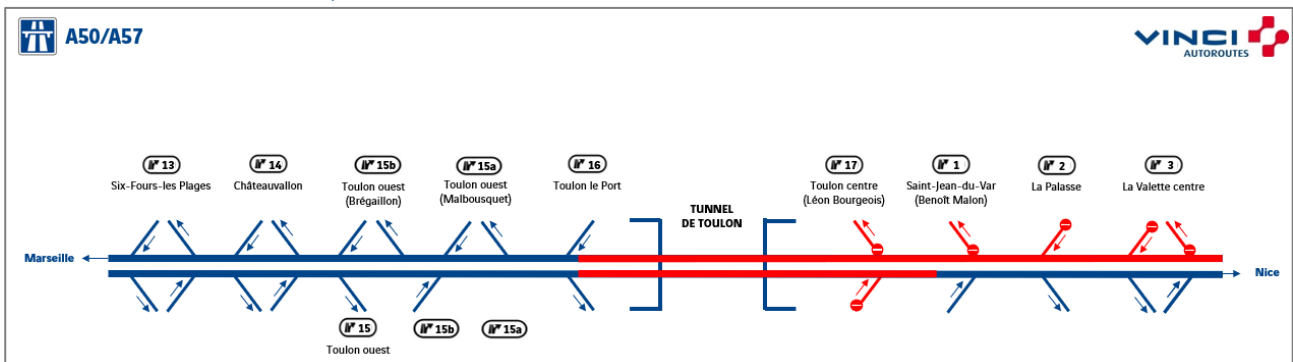 A50/A57
VINCI
AUTOROUTES
13
Six-Fours-les Plages
14
Châteauvallon
15b
Toulon ouest
(Brégaillon)
15a
Toulon ouest
(Malbousquet)
16
Toulon le Port
TUNNEL
DE TOULON
17
Toulon centre
(Léon Bourgeois)
1
Saint-Jean-du-Var
(Benoît Malon)
2
La Palasse
3
La Valette centre
Marseille
Nice
15
Toulon ouest
15b
15a